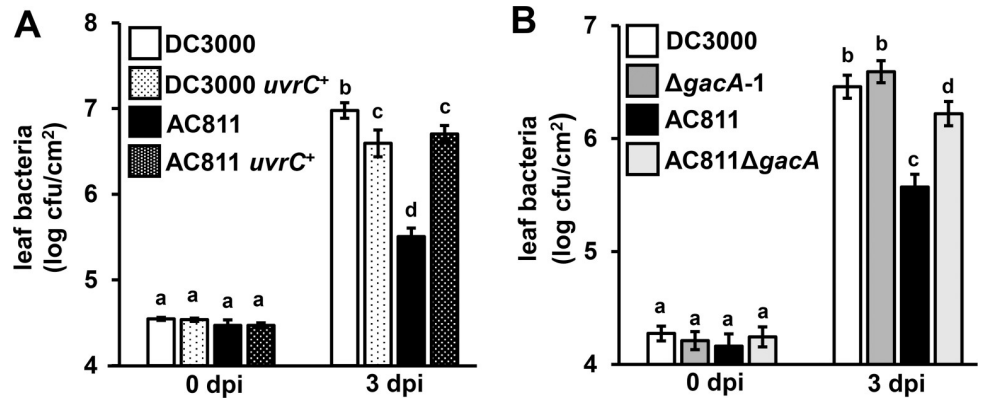 A
leaf bacteria
(log cfu/cm²)
8
7
6
5
4
DC3000
DC3000 uvrC⁺
AC811
AC811 uvrC⁺
a a a a
b c d c
0 dpi 3 dpi
B
leaf bacteria
(log cfu/cm²)
7
6
5
4
DC3000
ΔgacA-1
AC811
AC811ΔgacA
a a a a
b b c d
0 dpi 3 dpi